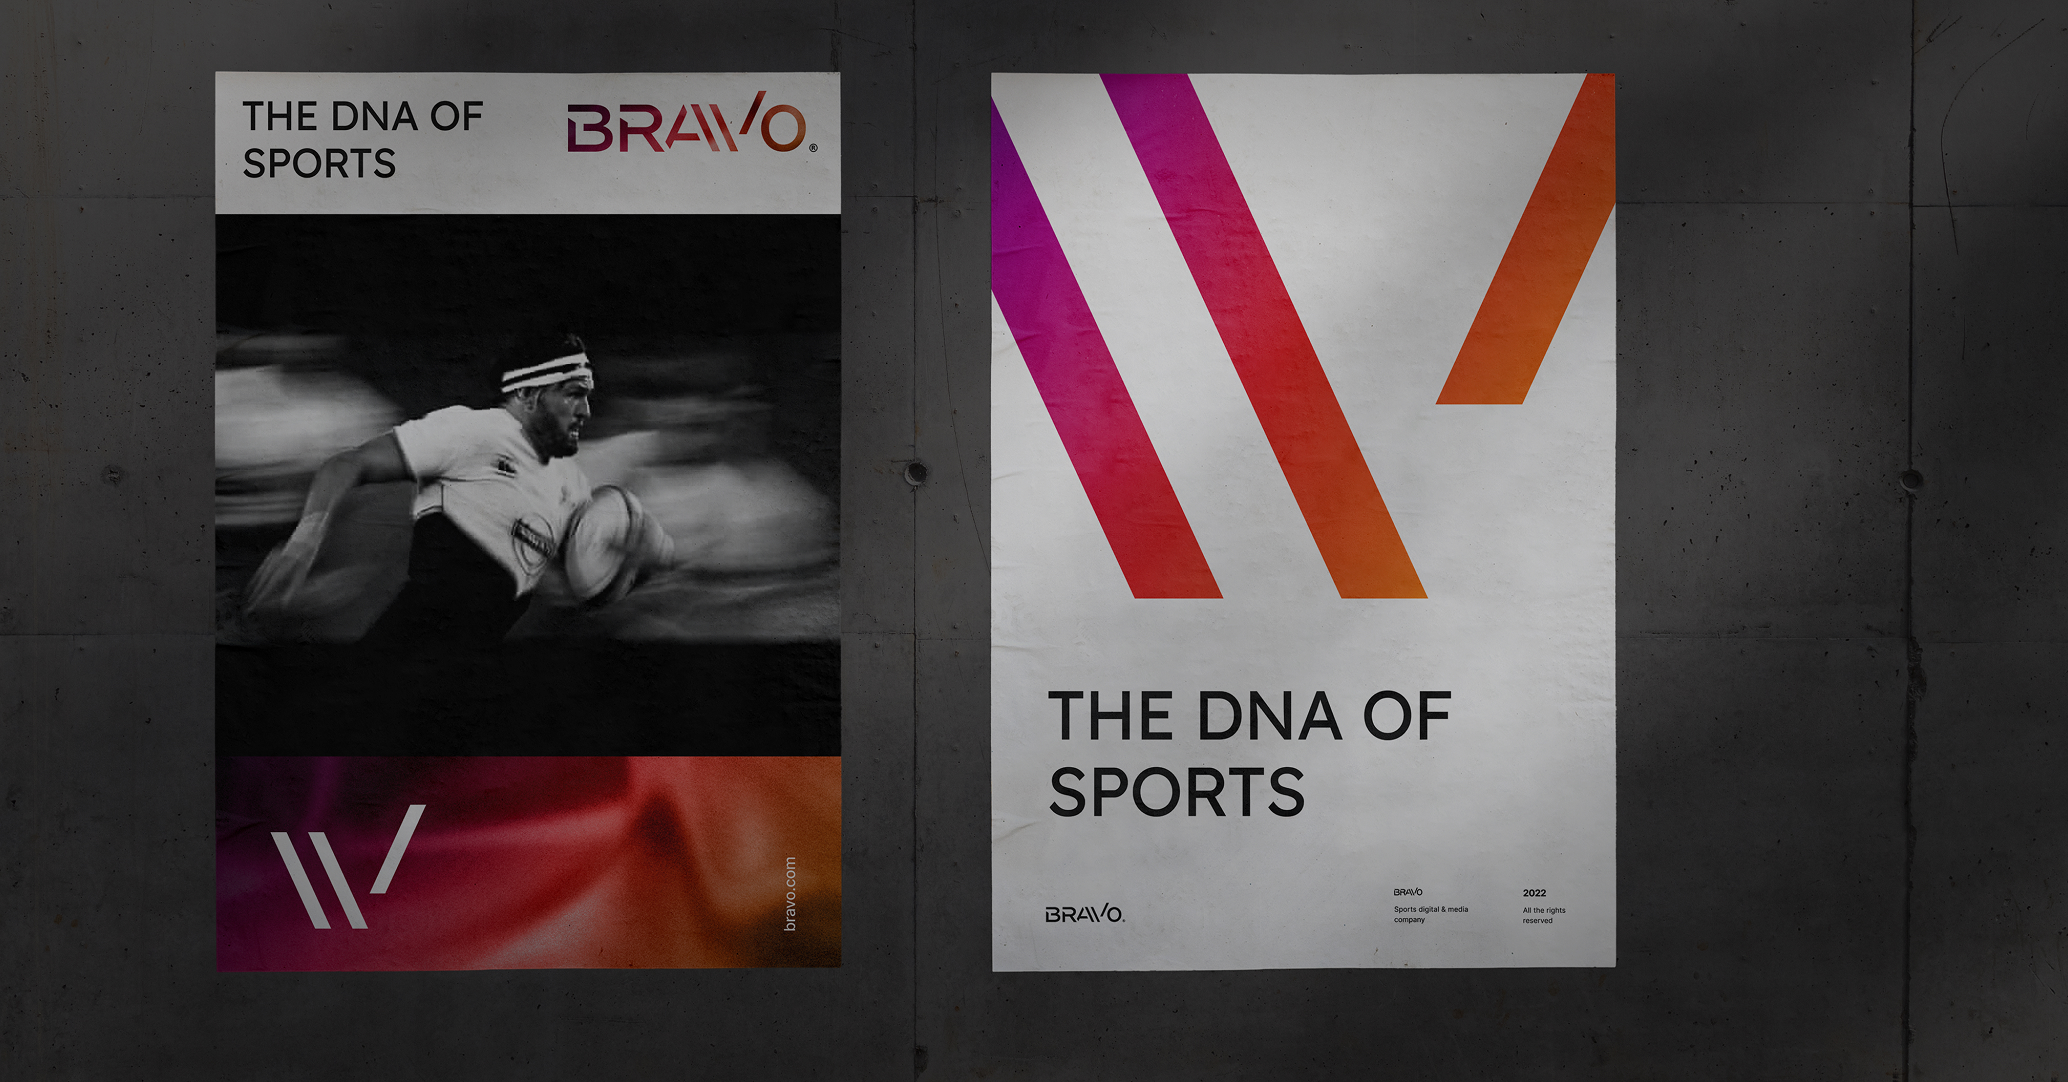 THE DNA OF
SPORTS
BRAVO®
bravo.com
THE DNA OF
SPORTS
BRAVO®
BRAVO
Sports digital & media
company
2022
All the rights
reserved